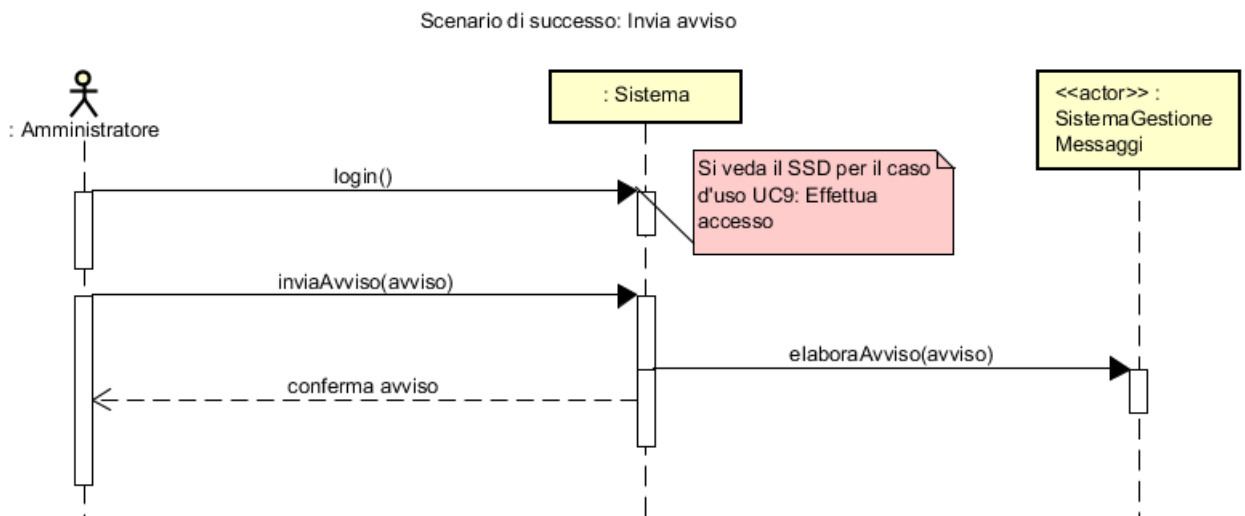 Scenario di successo: Invia avviso
: Amministratore
: Sistema
<<actor>> :
SistemaGestione
Messaggi
login()
Si veda il SSD per il caso
d'uso UC9: Effettua
accesso
inviaAvviso(avviso)
elaboraAvviso(avviso)
conferma avviso